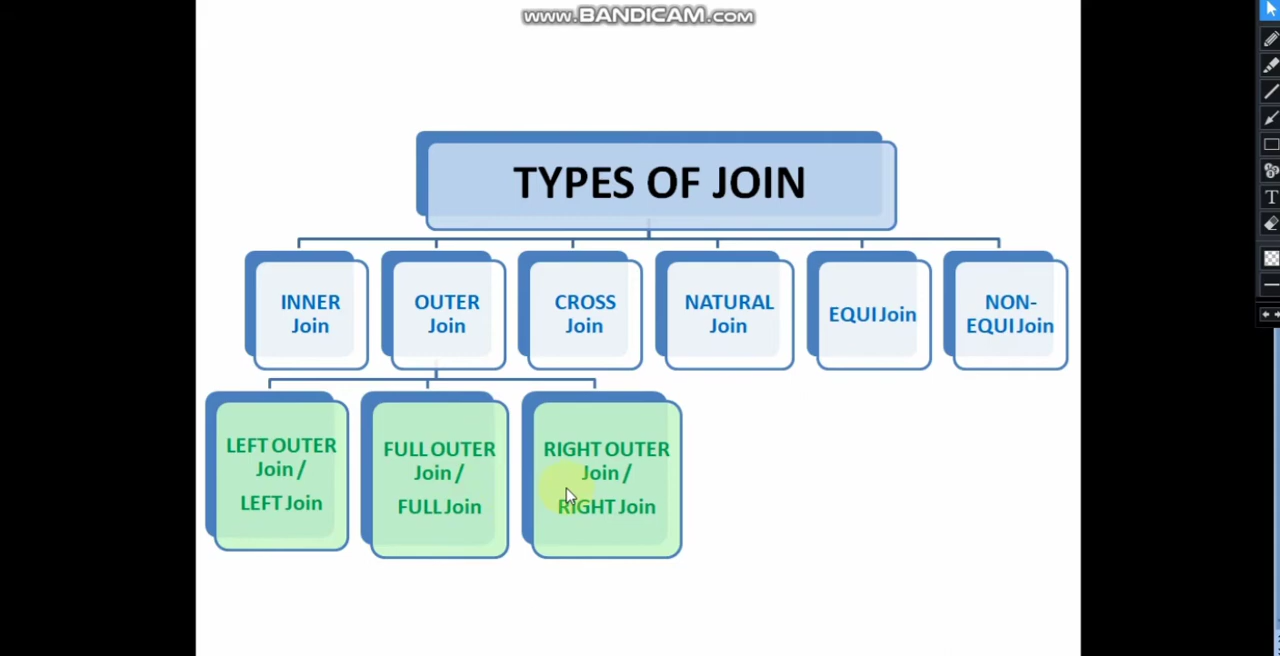 www.BANDICAM.com
TYPES OF JOIN
INNER
Join
OUTER
Join
CROSS
Join
NATURAL
Join
EQUI Join
NON-
EQUI Join
LEFT OUTER
Join /
LEFT Join
FULL OUTER
Join /
FULL Join
RIGHT OUTER
Join /
RIGHT Join
T